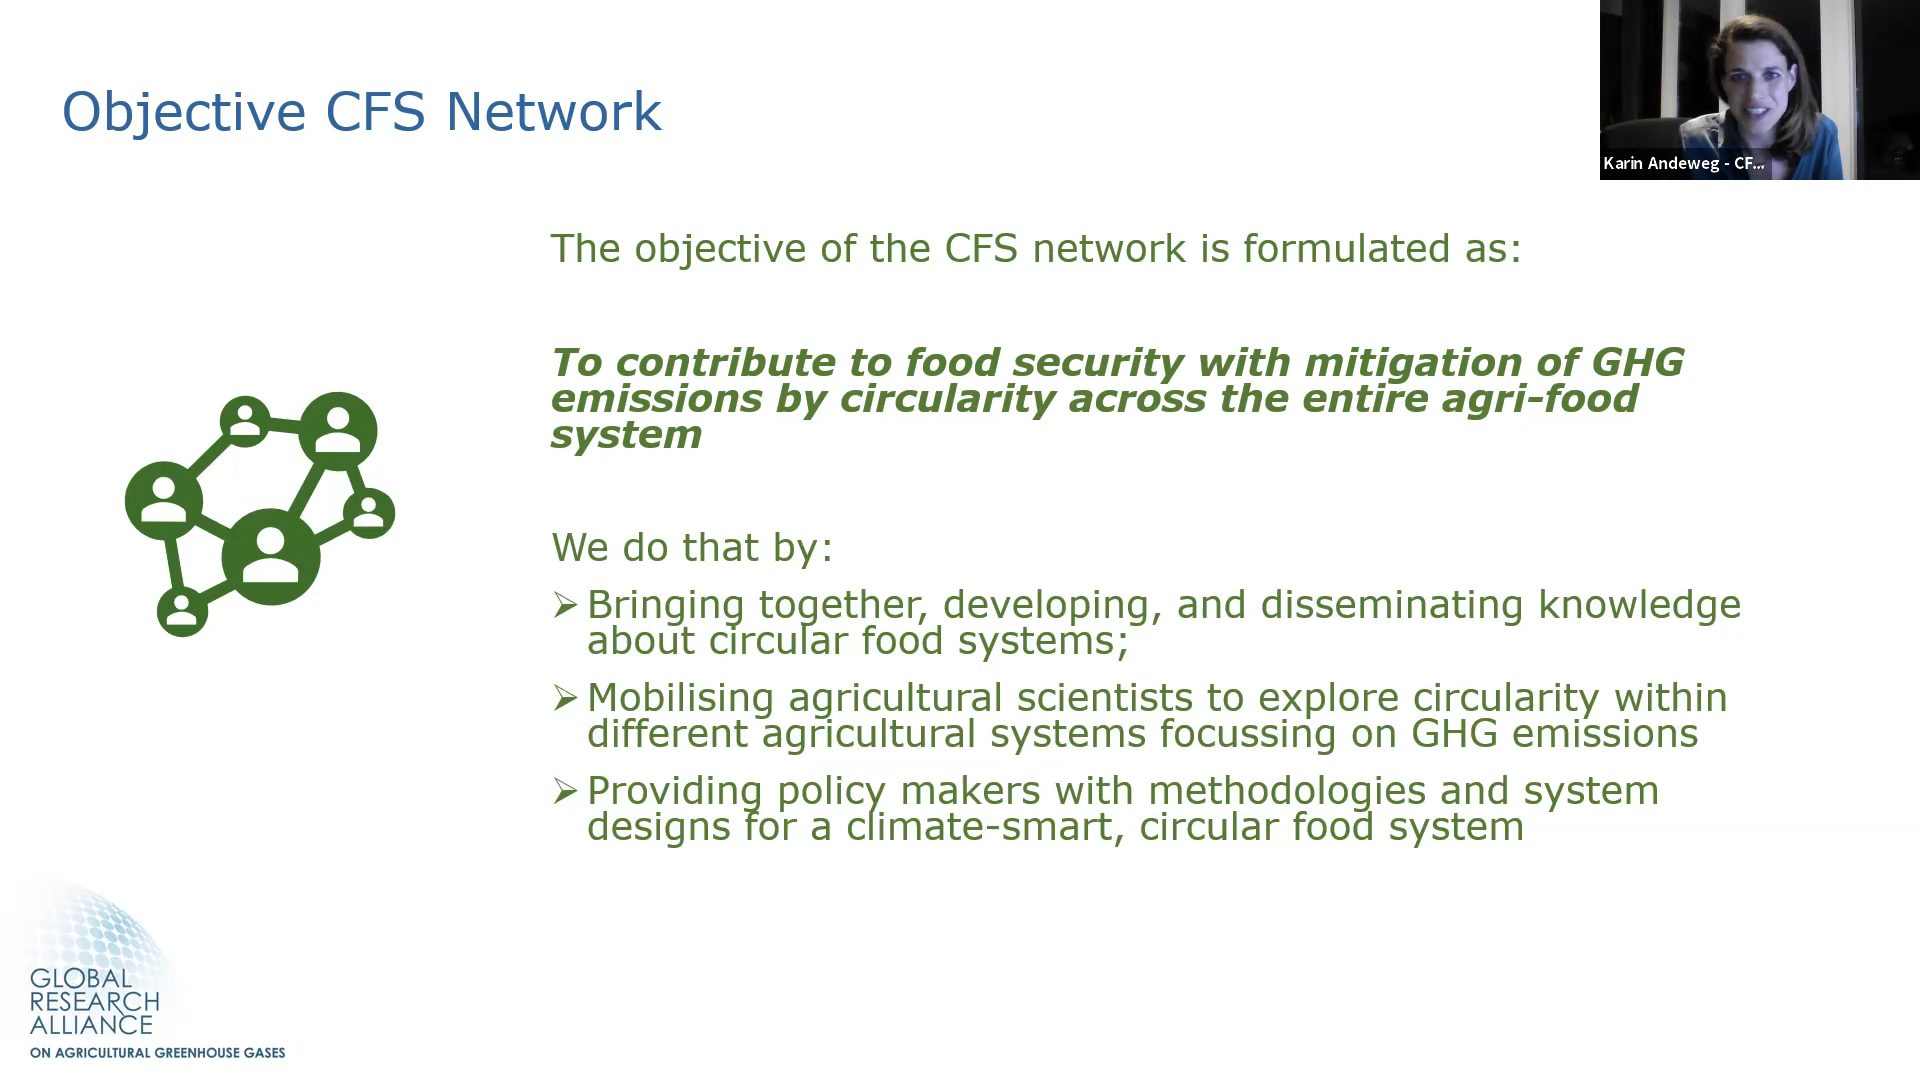 Objective CFS Network
Karin Andeweg - CF...
The objective of the CFS network is formulated as:
To contribute to food security with mitigation of GHG
emissions by circularity across the entire agri-food
system
We do that by:
➢ Bringing together, developing, and disseminating knowledge
about circular food systems;
➢ Mobilising agricultural scientists to explore circularity within
different agricultural systems focussing on GHG emissions
➢ Providing policy makers with methodologies and system
designs for a climate-smart, circular food system
GLOBAL
RESEARCH
ALLIANCE
ON AGRICULTURAL GREENHOUSE GASES